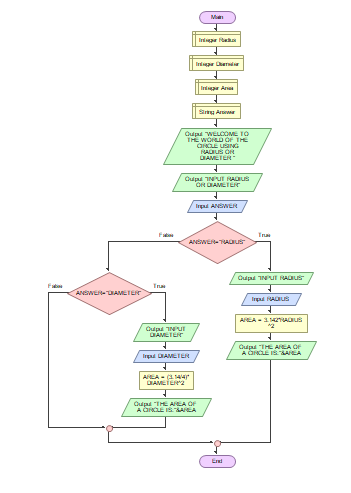 Main
Integer Radius
Integer Diameter
Integer Area
String Answer
Output "WELCOME TO
THE WORLD OF THE
CIRCLE USING
RADIUS OR
DIAMETER "
Output "INPUT RADIUS
OR DIAMETER"
Input ANSWER
False
True
ANSWER="RADIUS"
False
True
ANSWER="DIAMETER"
Output "INPUT RADIUS"
Input RADIUS
AREA = 3.142*RADIUS
^2
Output "THE AREA OF
A CIRCLE IS:"&AREA
Output "INPUT
DIAMETER"
Input DIAMETER
AREA = (3.14/4)*
DIAMETER^2
Output "THE AREA OF
A CIRCLE IS:"&AREA
End